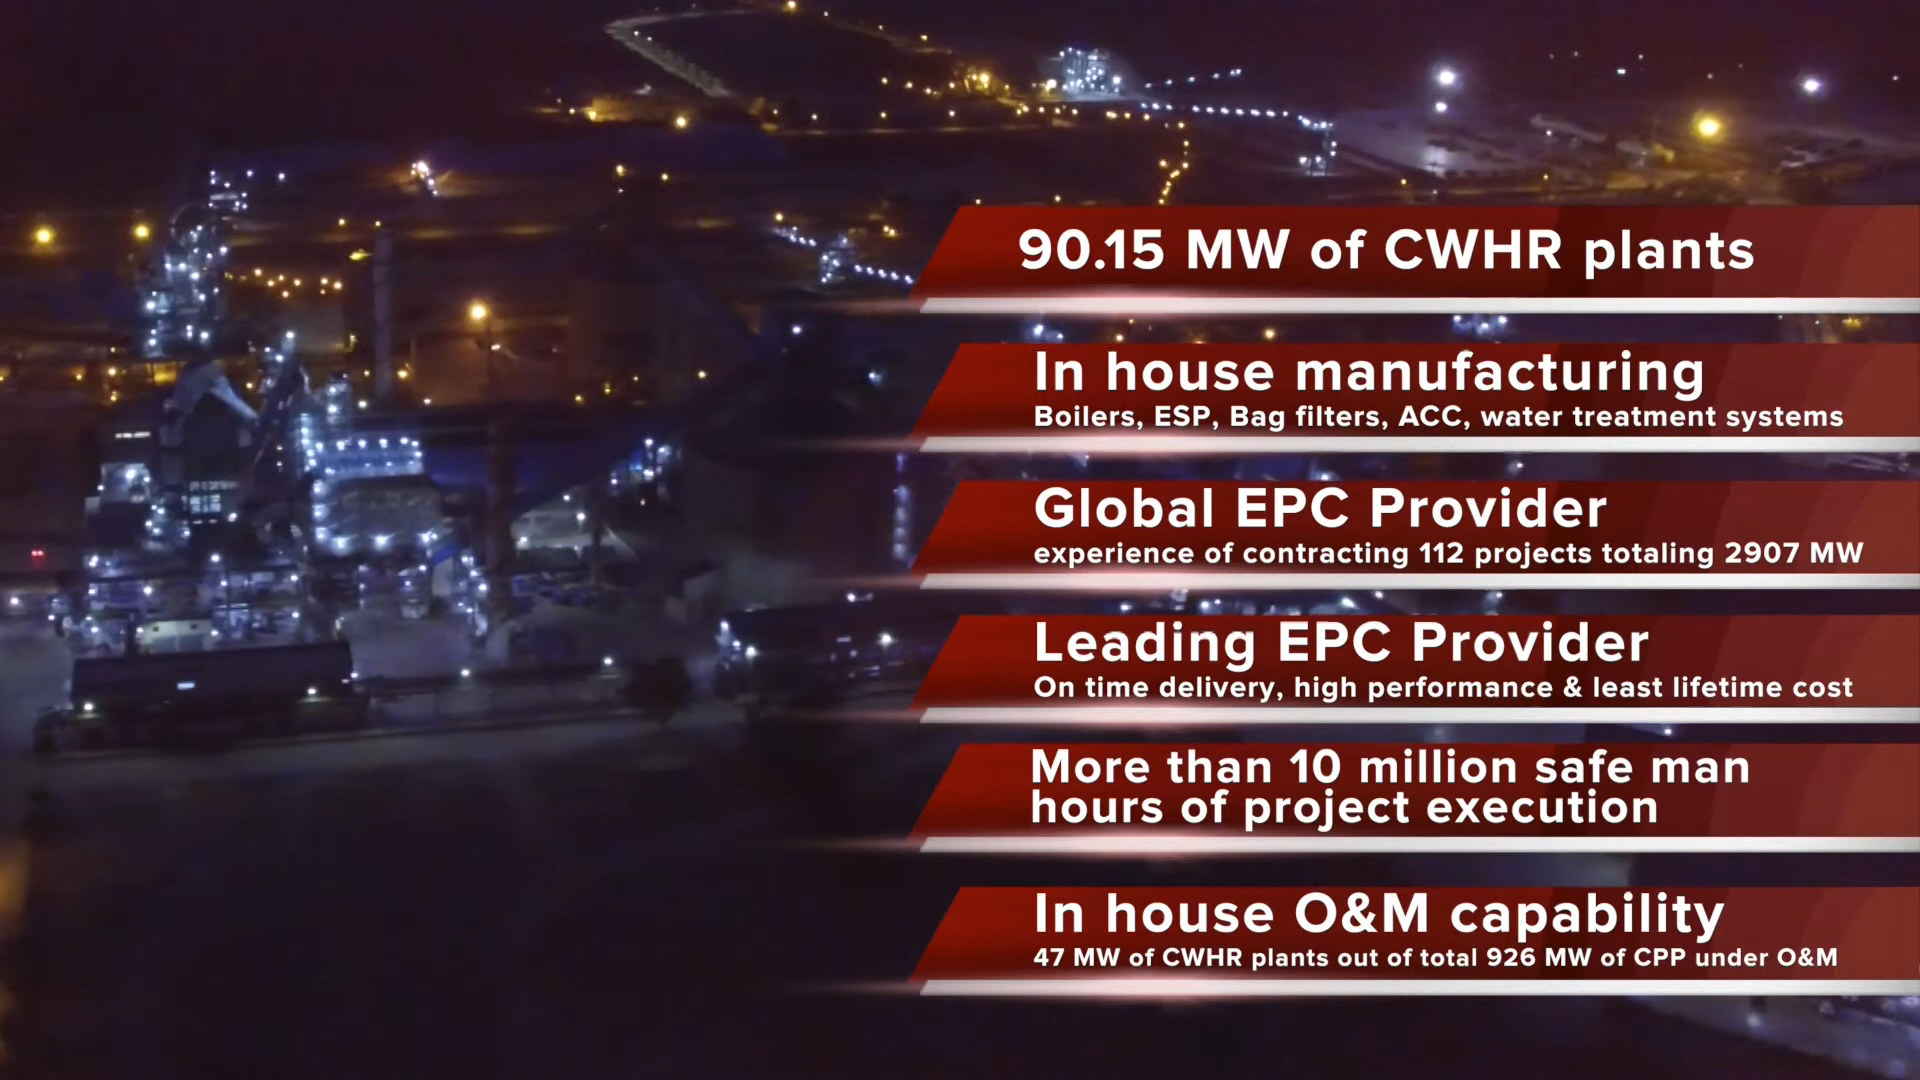 90.15 MW of CWHR plants
In house manufacturing
Boilers, ESP, Bag filters, ACC, water treatment systems
Global EPC Provider
experience of contracting 112 projects totaling 2907 MW
Leading EPC Provider
On time delivery, high performance & least lifetime cost
More than 10 million safe man
hours of project execution
In house O&M capability
47 MW of CWHR plants out of total 926 MW of CPP under O&M